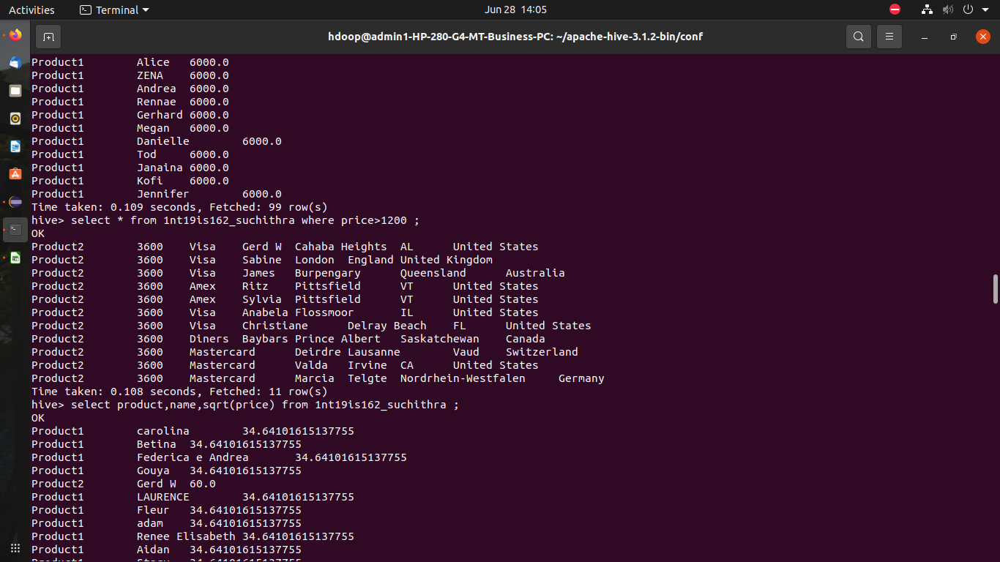 Activities Terminal Jun 28 14:05
hdoop@admin1-HP-280-G4-MT-Business-PC: ~/apache-hive-3.1.2-bin/conf
Product1 Alice 6000.0
Product1 ZENA 6000.0
Product1 Andrea 6000.0
Product1 Rennae 6000.0
Product1 Gerhard 6000.0
Product1 Megan 6000.0
Product1 Danielle 6000.0
Product1 Tod 6000.0
Product1 Janaina 6000.0
Product1 Kofi 6000.0
Product1 Jennifer 6000.0
Time taken: 0.109 seconds, Fetched: 99 row(s)
hive> select * from 1nt19is162_suchithra where price>1200 ;
OK
Product2 3600 Visa Gerd W Cahaba Heights AL United States
Product2 3600 Visa Sabine London England United Kingdom
Product2 3600 Visa James Burpengary Queensland Australia
Product2 3600 Amex Ritz Pittsfield VT United States
Product2 3600 Amex Sylvia Pittsfield VT United States
Product2 3600 Visa Anabela Flossmoor IL United States
Product2 3600 Visa Christiane Delray Beach FL United States
Product2 3600 Diners Baybars Prince Albert Saskatchewan Canada
Product2 3600 Mastercard Deirdre Lausanne Vaud Switzerland
Product2 3600 Mastercard Valda Irvine CA United States
Product2 3600 Mastercard Marcia Telgte Nordrhein-Westfalen Germany
Time taken: 0.108 seconds, Fetched: 11 row(s)
hive> select product,name,sqrt(price) from 1nt19is162_suchithra ;
OK
Product1 carolina 34.64101615137755
Product1 Betina 34.64101615137755
Product1 Federica e Andrea 34.64101615137755
Product1 Gouya 34.64101615137755
Product2 Gerd W 60.0
Product1 LAURENCE 34.64101615137755
Product1 Fleur 34.64101615137755
Product1 adam 34.64101615137755
Product1 Renee Elisabeth 34.64101615137755
Product1 Aidan 34.64101615137755